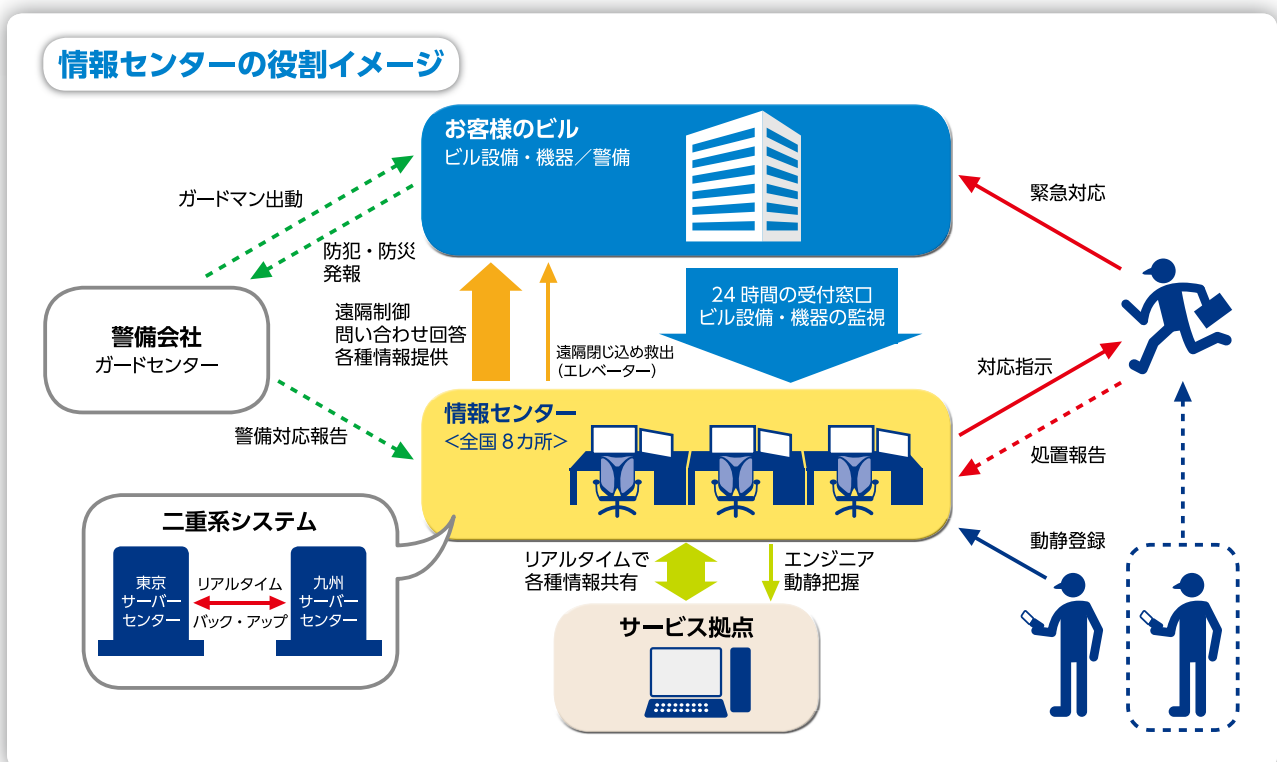 情報センターの役割イメージ
お客様のビル
ビル設備・機器／警備
ガードマン出動
防犯・防災
発報
緊急対応
警備会社
ガードセンター
遠隔制御
問い合わせ回答
各種情報提供
遠隔閉じ込め救出
（エレベーター）
24時間の受付窓口
ビル設備・機器の監視
対応指示
処置報告
警備対応報告
情報センター
＜全国8カ所＞
二重系システム
東京
サーバー
センター
リアルタイム
バック・アップ
九州
サーバー
センター
リアルタイムで
各種情報共有
エンジニア
動静把握
動静登録
サービス拠点